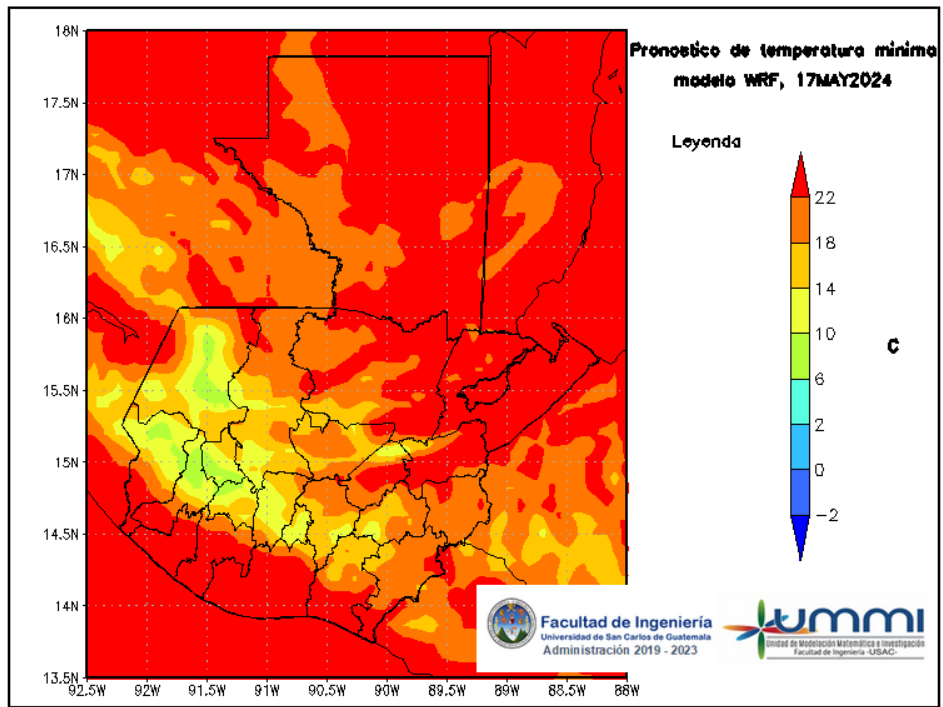 Pronostico de temperatura minima
modelo WRF, 17MAY2024
Leyenda
18N
17.5N
17N
16.5N
16N
15.5N
15N
14.5N
14N
13.5N
92.5W 92W 91.5W 91W 90.5W 90W 89.5W 89W 88.5W 88W
22
18
14
10
6
2
0
-2
C
Facultad de Ingeniería
Universidad de San Carlos de Guatemala
Administración 2019 - 2023
UMMI
Unidad de Modelación Matemática e Investigación
Facultad de Ingeniería -USAC-